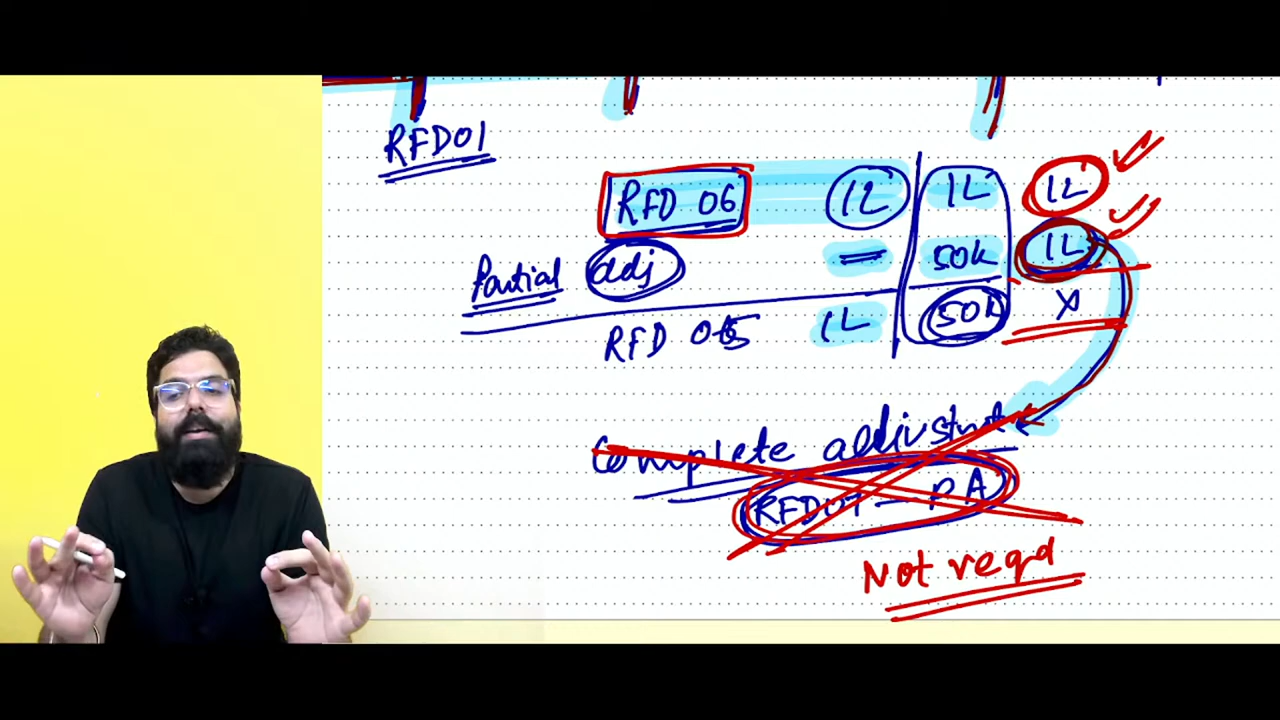 RFD01
RFD 06 1L 1L 1L
Partial adj — 50k 1L
RFD 05 1L 50k x
Complete adjustmt
RFD07 - PA
Not reqd